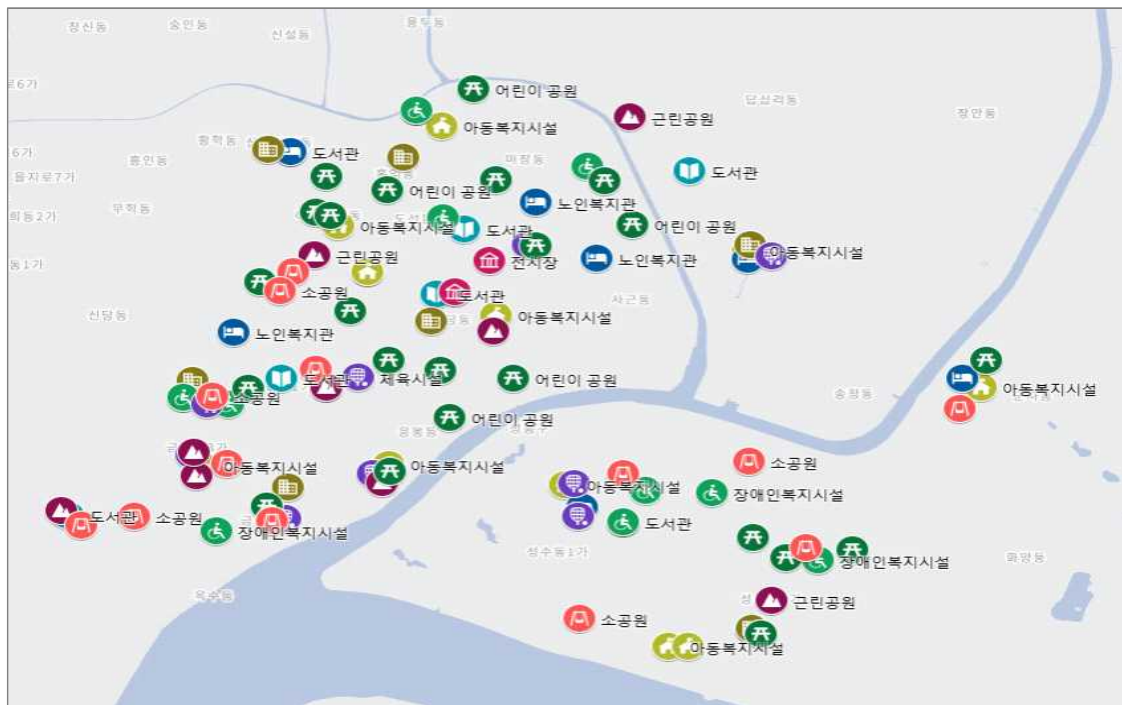 용두동
창신동
숭인동
신설동
어린이 공원
답십리동
장안동
아동복지시설
근린공원
황학동
도서관
흥인동
마장동
도서관
을지로7가
어린이 공원
노인복지관
무학동
희동2가
아동복지시설
도서관
어린이 공원
근린공원
전시장
노인복지관
아동복지시설
동1가
소공원
도서관
사근동
신당동
아동복지시설
노인복지관
도서관
체육시설
어린이 공원
아동복지시설
소공원
송정동
어린이 공원
응봉동
아동복지시설
아동복지시설
소공원
아동복지시설
장애인복지시설
도서관
소공원
장애인복지시설
도서관
성수동1가
장애인복지시설
화양동
옥수동
근린공원
소공원
아동복지시설